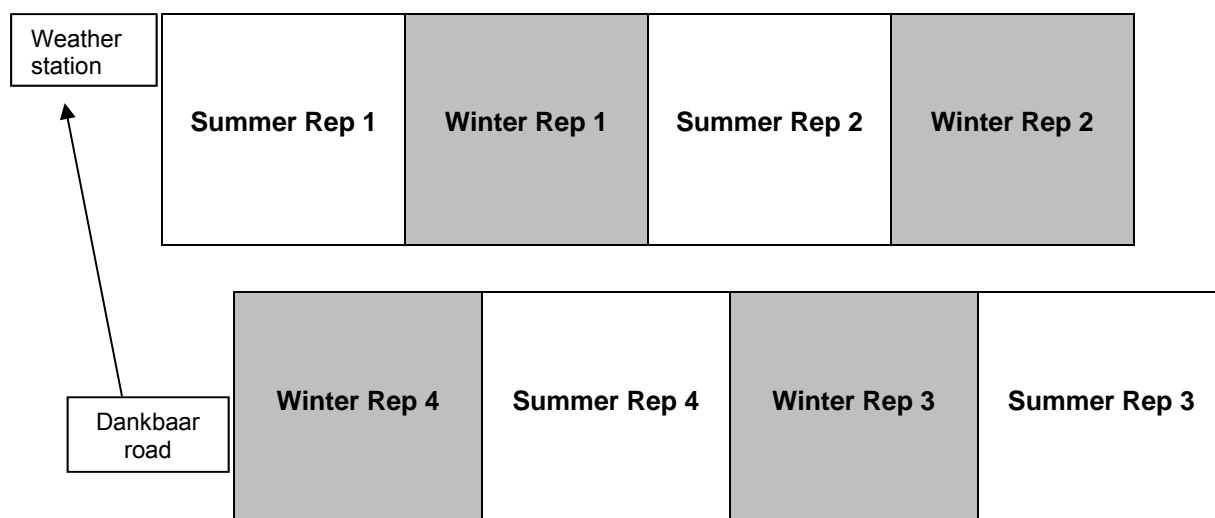 Weather
station
Summer Rep 1
Winter Rep 1
Summer Rep 2
Winter Rep 2
Winter Rep 4
Summer Rep 4
Winter Rep 3
Summer Rep 3
Dankbaar
road